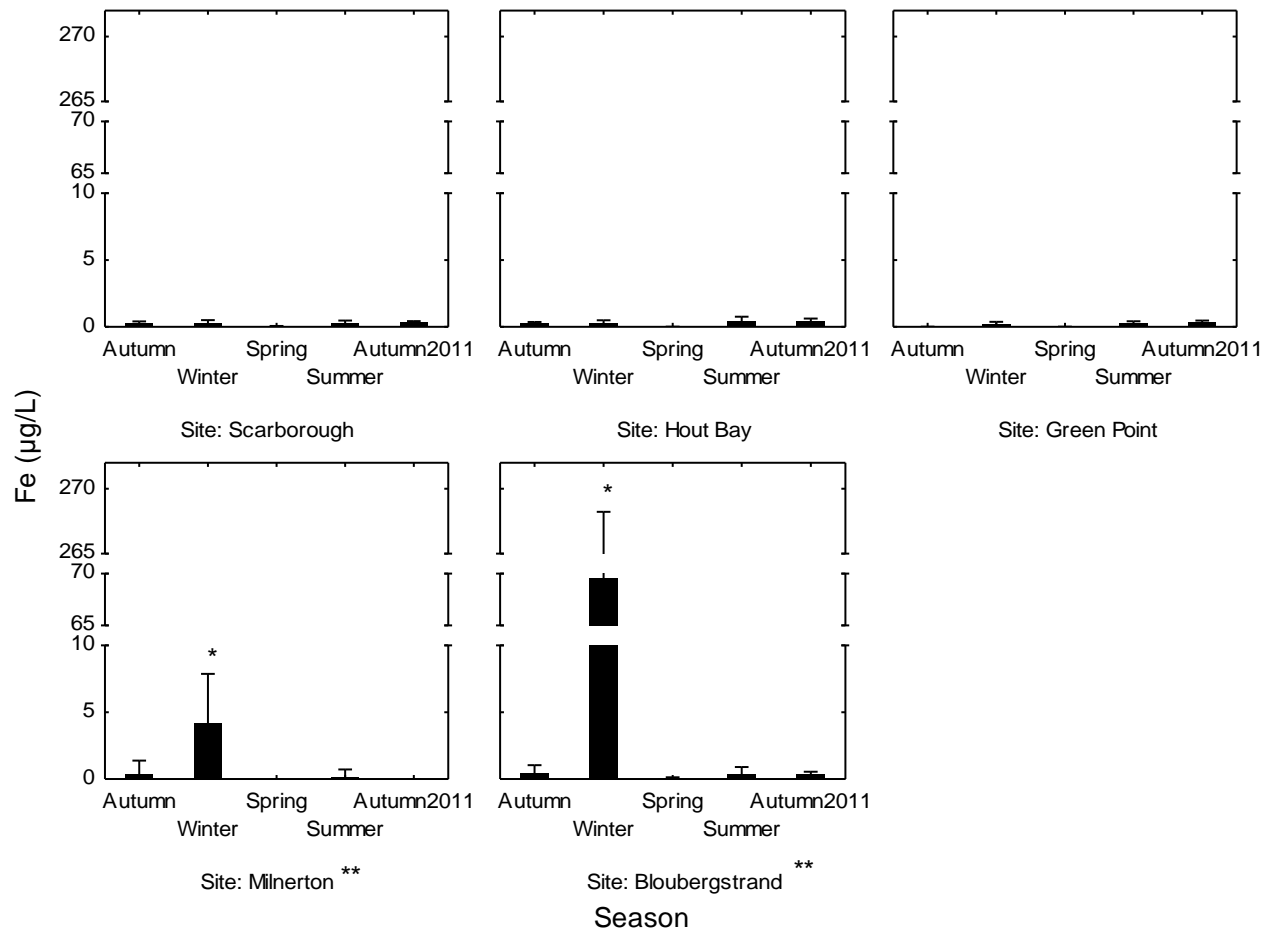 270
265
70
65
10
5
0
Autumn Spring Autumn2011 Autumn Spring Autumn2011 Autumn Spring Autumn2011
Winter Summer Winter Summer Winter Summer
Site: Scarborough Site: Hout Bay Site: Green Point
Fe (µg/L)
270
*
265
70
65
10
*
5
0
Autumn Spring Autumn2011 Autumn Spring Autumn2011
Winter Summer Winter Summer
Site: Milnerton ** Site: Bloubergstrand **
Season